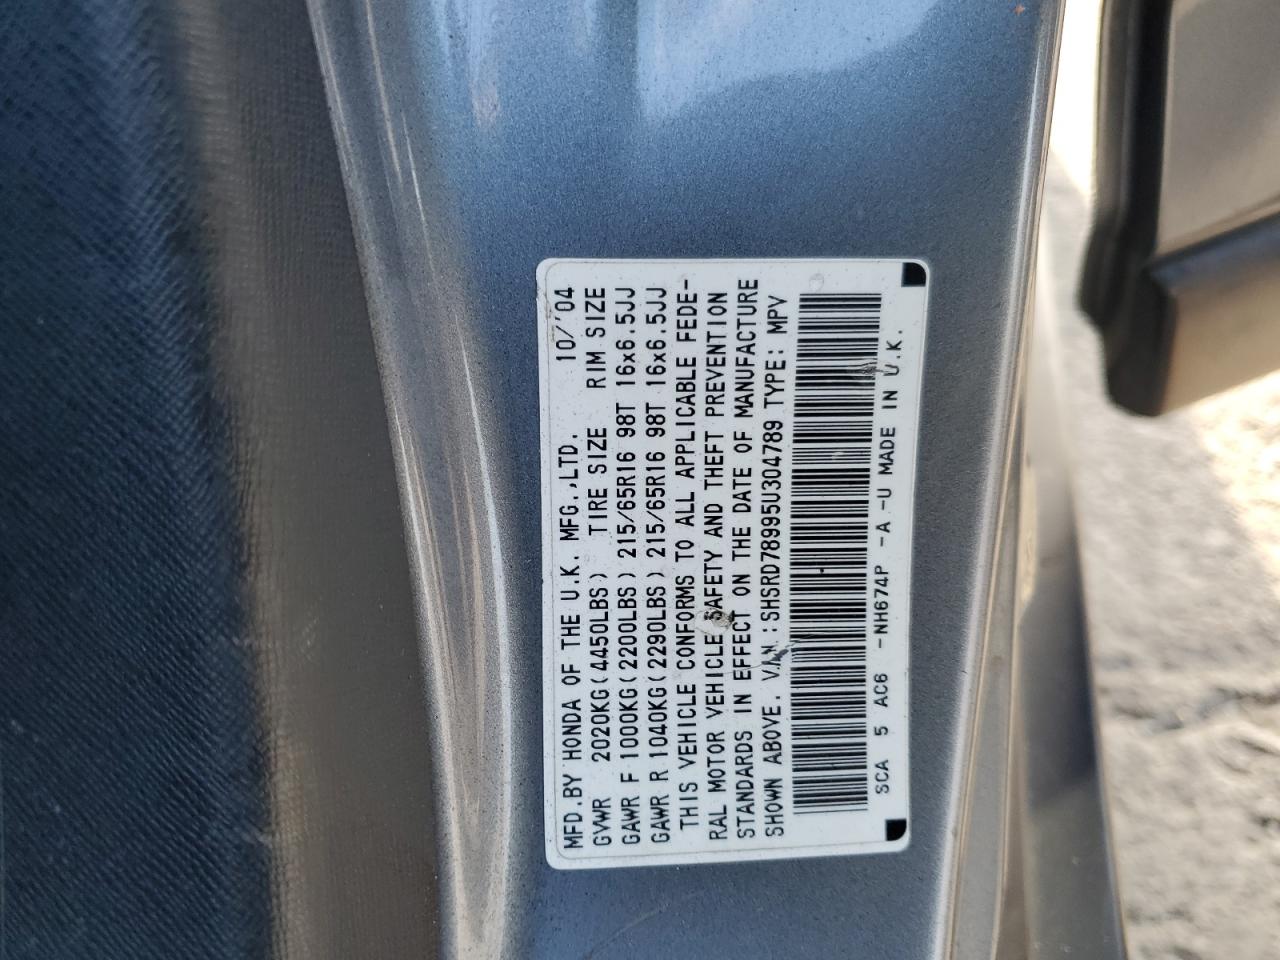 MFD.BY HONDA OF THE U.K. MFG.,LTD. 10/'04
GVWR 2020KG(4450LBS) TIRE SIZE RIM SIZE
GAWR F 1000KG(2200LBS) 215/65R16 98T 16x6.5JJ
GAWR R 1040KG(2290LBS) 215/65R16 98T 16x6.5JJ
THIS VEHICLE CONFORMS TO ALL APPLICABLE FEDE-
RAL MOTOR VEHICLE SAFETY AND THEFT PREVENTION
STANDARDS IN EFFECT ON THE DATE OF MANUFACTURE
SHOWN ABOVE. V.I.N.:SHSRD78995U304789 TYPE: MPV
SCA 5 AC6 -NH674P -A -U MADE IN U.K.